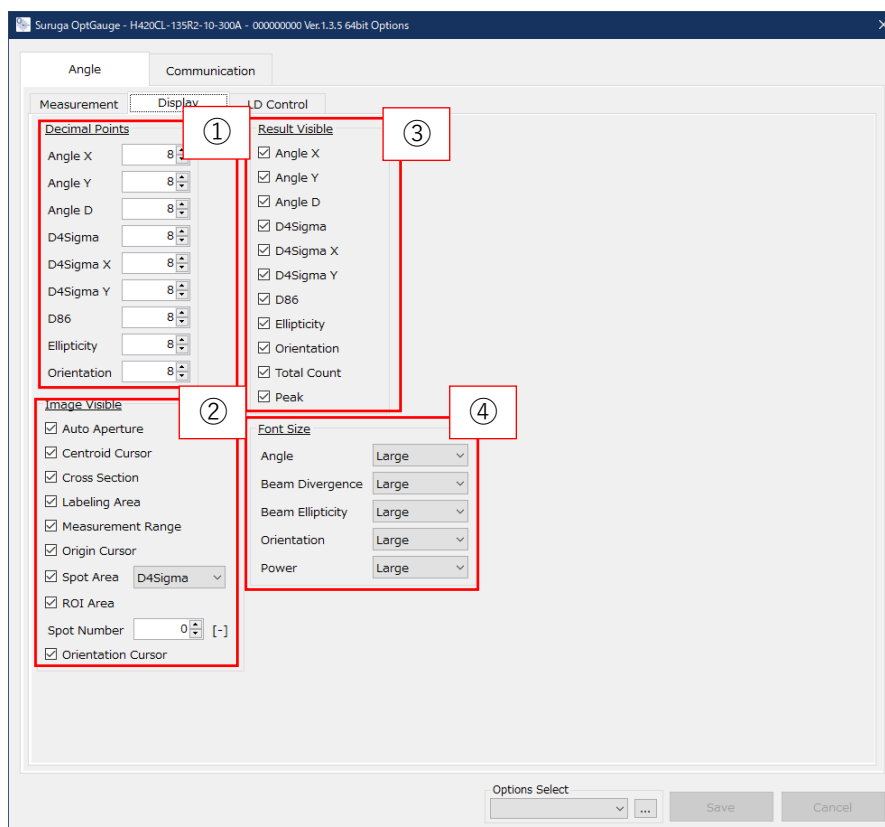 Suruga OptGauge - H420CL-135R2-10-300A - 000000000 Ver.1.3.5 64bit Options
Angle
Communication
Measurement
Display
LD Control
①
Decimal Points
Angle X 8
Angle Y 8
Angle D 8
D4Sigma 8
D4Sigma X 8
D4Sigma Y 8
D86 8
Ellipticity 8
Orientation 8
②
Image Visible
Auto Aperture
Centroid Cursor
Cross Section
Labeling Area
Measurement Range
Origin Cursor
Spot Area D4Sigma
ROI Area
Spot Number 0 [-]
Orientation Cursor
③
Result Visible
Angle X
Angle Y
Angle D
D4Sigma
D4Sigma X
D4Sigma Y
D86
Ellipticity
Orientation
Total Count
Peak
④
Font Size
Angle Large
Beam Divergence Large
Beam Ellipticity Large
Orientation Large
Power Large
Options Select
...
Save
Cancel